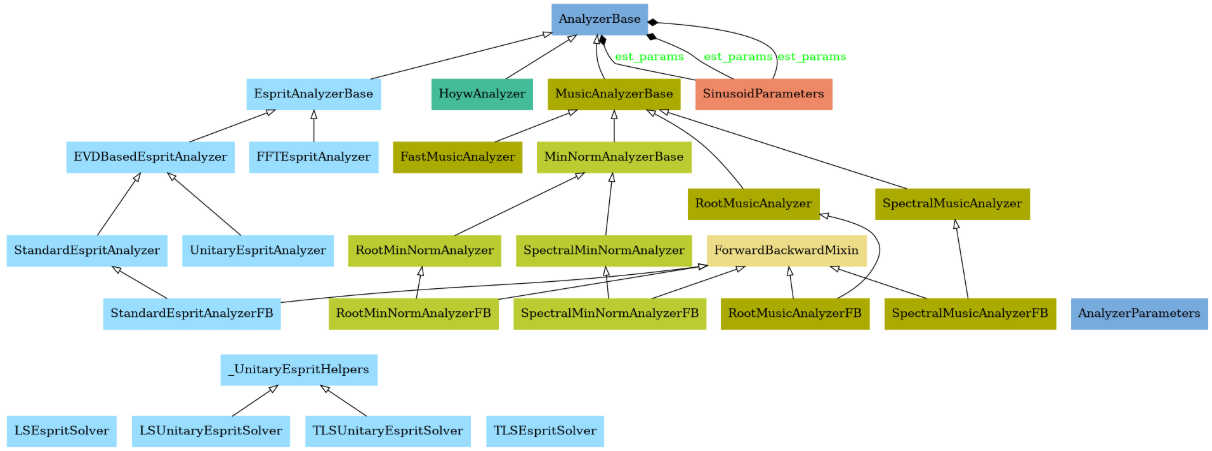 AnalyzerBase
est_params
est_params
est_params
EspritAnalyzerBase
HoywAnalyzer
MusicAnalyzerBase
SinusoidParameters
EVDBasedEspritAnalyzer
FFTEspritAnalyzer
FastMusicAnalyzer
MinNormAnalyzerBase
RootMusicAnalyzer
SpectralMusicAnalyzer
StandardEspritAnalyzer
UnitaryEspritAnalyzer
RootMinNormAnalyzer
SpectralMinNormAnalyzer
ForwardBackwardMixin
StandardEspritAnalyzerFB
RootMinNormAnalyzerFB
SpectralMinNormAnalyzerFB
RootMusicAnalyzerFB
SpectralMusicAnalyzerFB
AnalyzerParameters
_UnitaryEspritHelpers
LSEspritSolver
LSUnitaryEspritSolver
TLSUnitaryEspritSolver
TLSEspritSolver